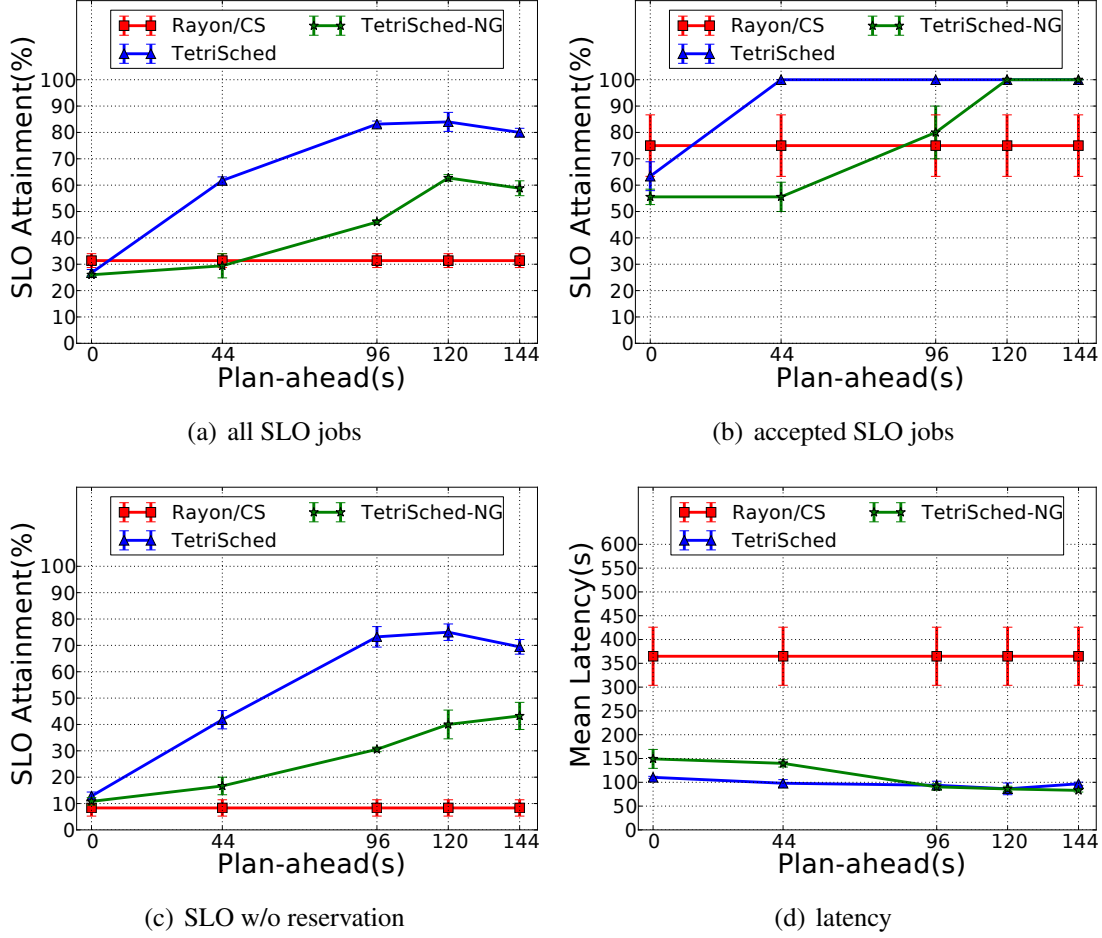 Rayon/CS
TetriSched
TetriSched-NG
SLO Attainment(%)
100
90
80
70
60
50
40
30
20
10
0
0 44 96 120 144
Plan-ahead(s)
(a) all SLO jobs
Rayon/CS
TetriSched
TetriSched-NG
SLO Attainment(%)
100
90
80
70
60
50
40
30
20
10
0
0 44 96 120 144
Plan-ahead(s)
(b) accepted SLO jobs
Rayon/CS
TetriSched
TetriSched-NG
SLO Attainment(%)
100
90
80
70
60
50
40
30
20
10
0
0 44 96 120 144
Plan-ahead(s)
(c) SLO w/o reservation
Rayon/CS
TetriSched
TetriSched-NG
Mean Latency(s)
600
550
500
450
400
350
300
250
200
150
100
50
0
0 44 96 120 144
Plan-ahead(s)
(d) latency